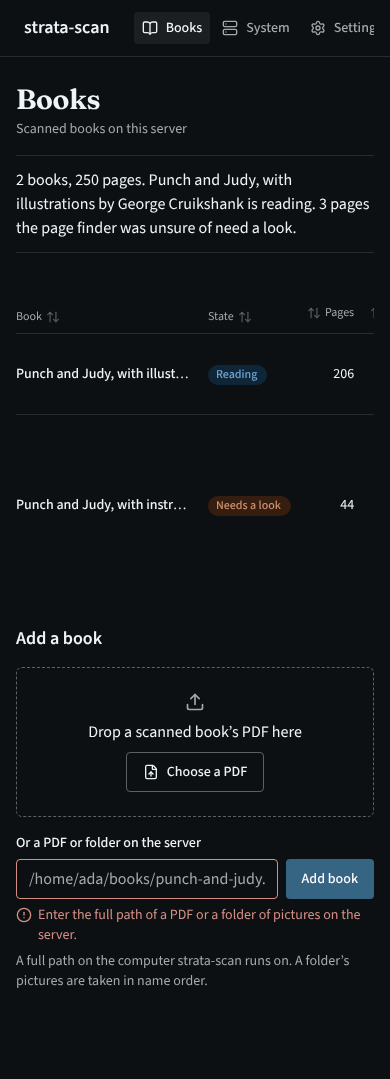 strata-scan Books System Setting
Books
Scanned books on this server
2 books, 250 pages. Punch and Judy, with
illustrations by George Cruikshank is reading. 3 pages
the page finder was unsure of need a look.
Book State Pages
Punch and Judy, with illust… Reading 206
Punch and Judy, with instr… Needs a look 44
Add a book
Drop a scanned book’s PDF here
Choose a PDF
Or a PDF or folder on the server
/home/ada/books/punch-and-judy. Add book
Enter the full path of a PDF or a folder of pictures on the
server.
A full path on the computer strata-scan runs on. A folder’s
pictures are taken in name order.